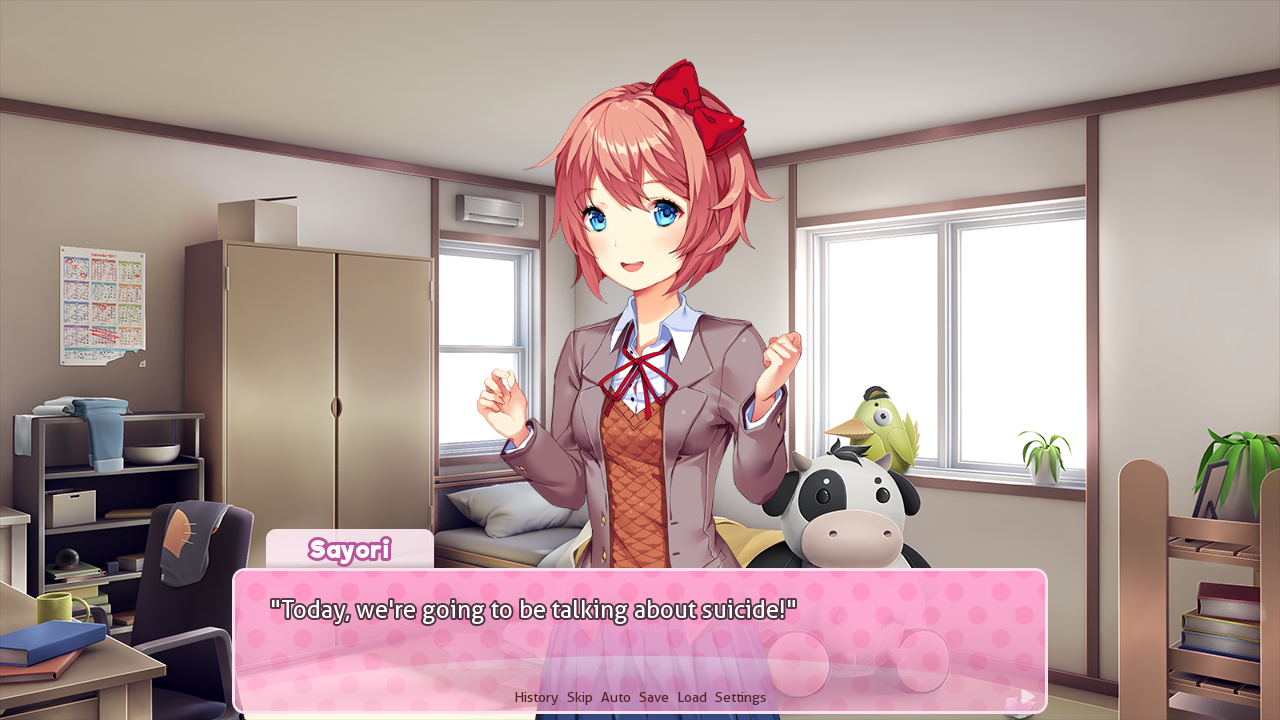 Sayori
"Today, we're going to be talking about suicide!"
History Skip Auto Save Load Settings